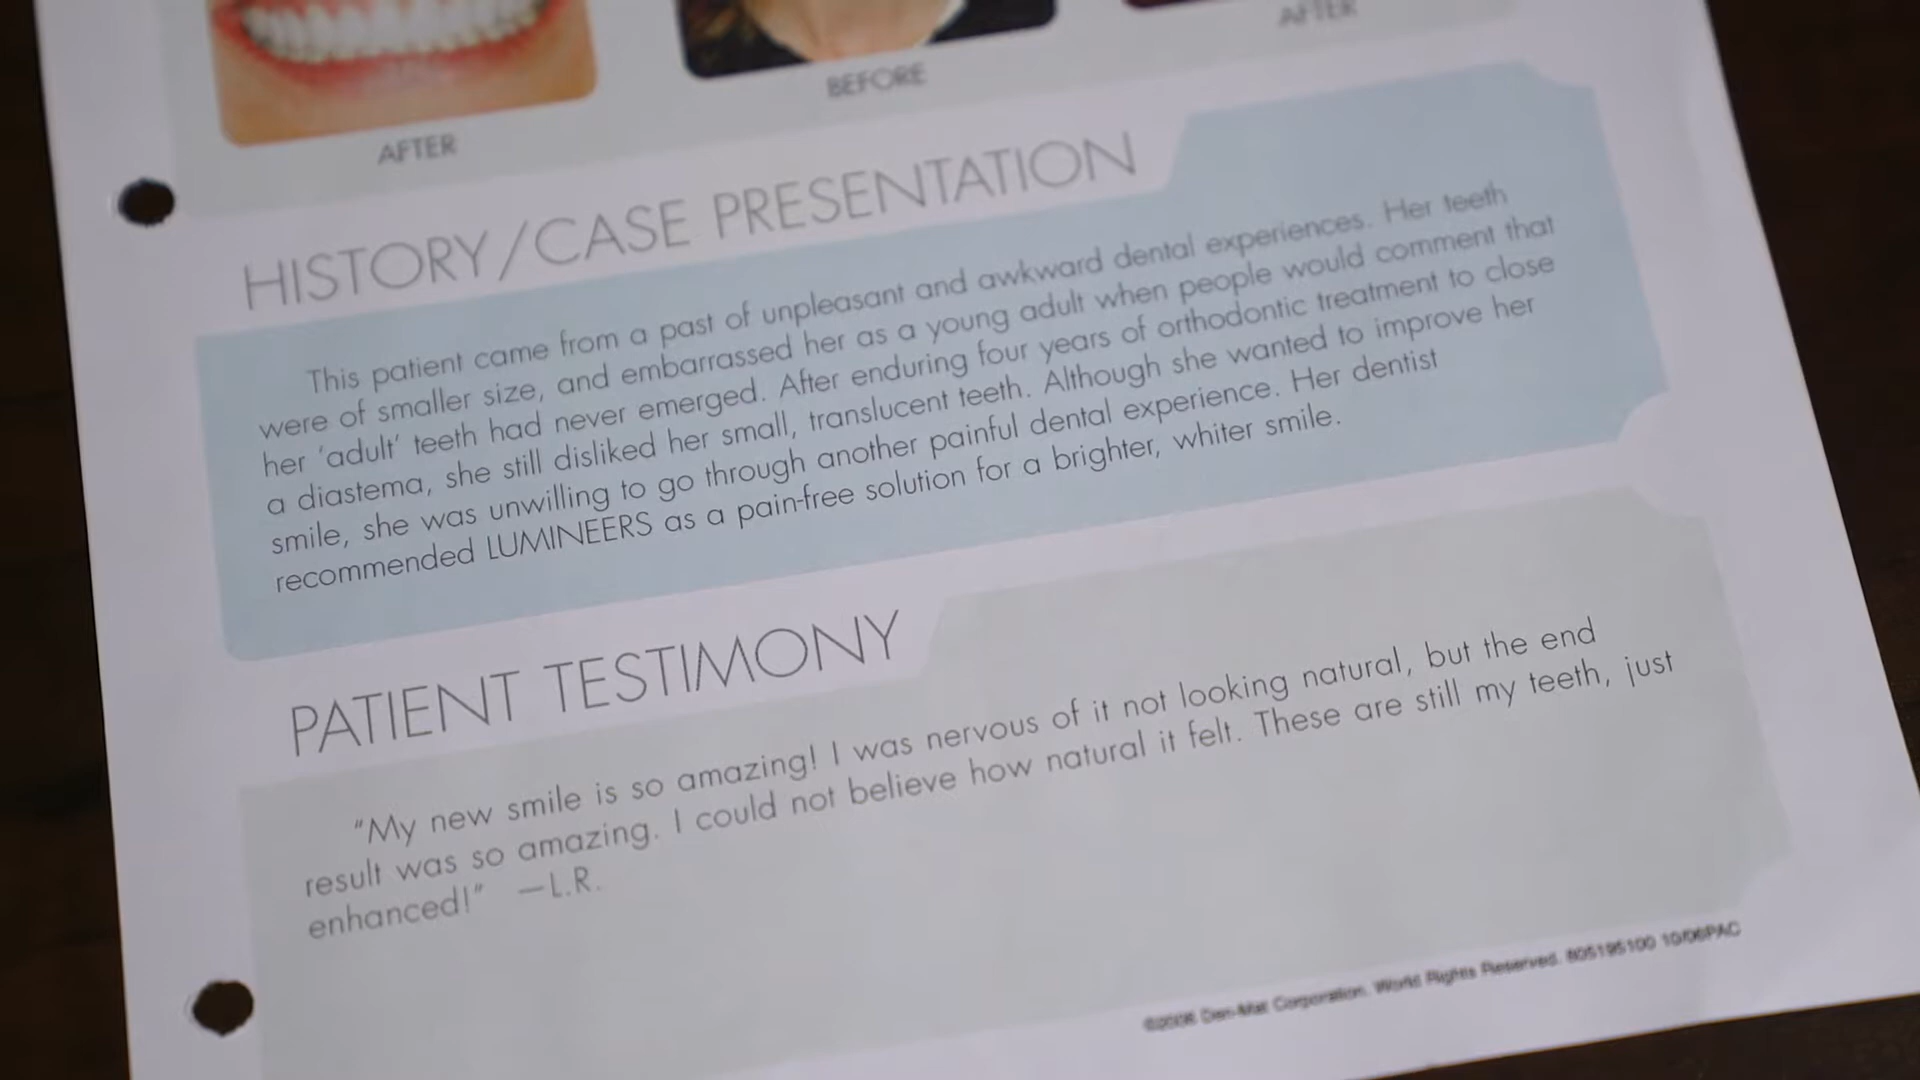 AFTER
BEFORE
AFTER
HISTORY/CASE PRESENTATION
This patient came from a past of unpleasant and awkward dental experiences. Her teeth
were of smaller size, and embarrassed her as a young adult when people would comment that
her 'adult' teeth had never emerged. After enduring four years of orthodontic treatment to close
a diastema, she still disliked her small, translucent teeth. Although she wanted to improve her
smile, she was unwilling to go through another painful dental experience. Her dentist
recommended LUMINEERS as a pain-free solution for a brighter, whiter smile.
PATIENT TESTIMONY
“My new smile is so amazing! I was nervous of it not looking natural, but the end
result was so amazing. I could not believe how natural it felt. These are still my teeth, just
enhanced!” —L.R.
©2006 Den-Mat Corporation. World Rights Reserved. 805195100 10/06PAC